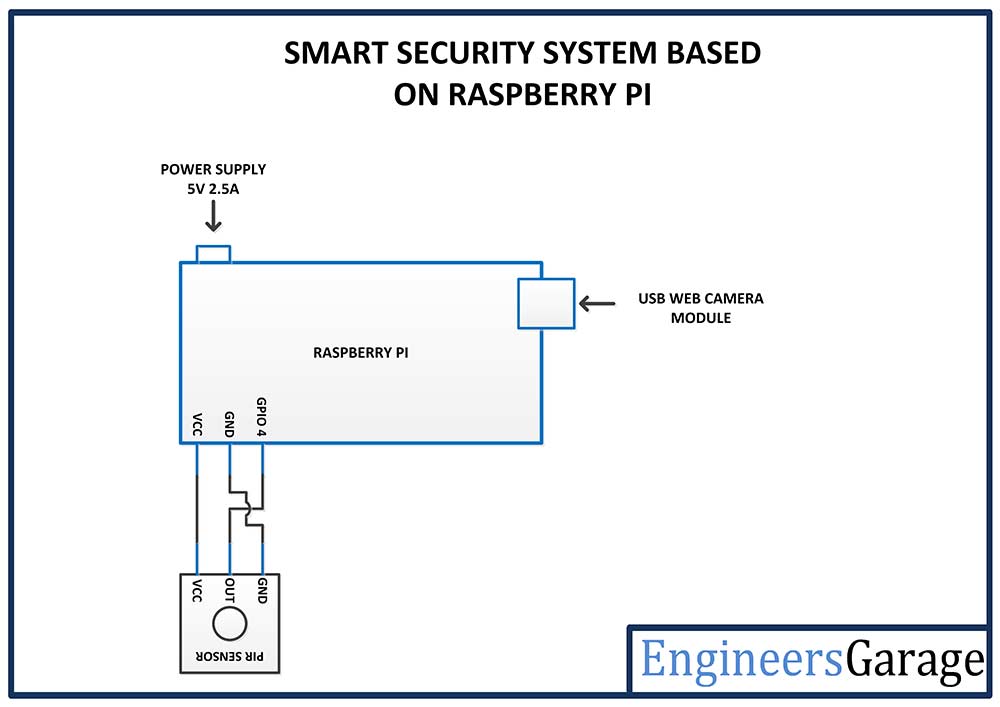 SMART SECURITY SYSTEM BASED
ON RASPBERRY PI
POWER SUPPLY
5V 2.5A
USB WEB CAMERA
MODULE
RASPBERRY PI
VCC
GND
GPIO 4
VCC
OUT
GND
PIR SENSOR
EngineersGarage